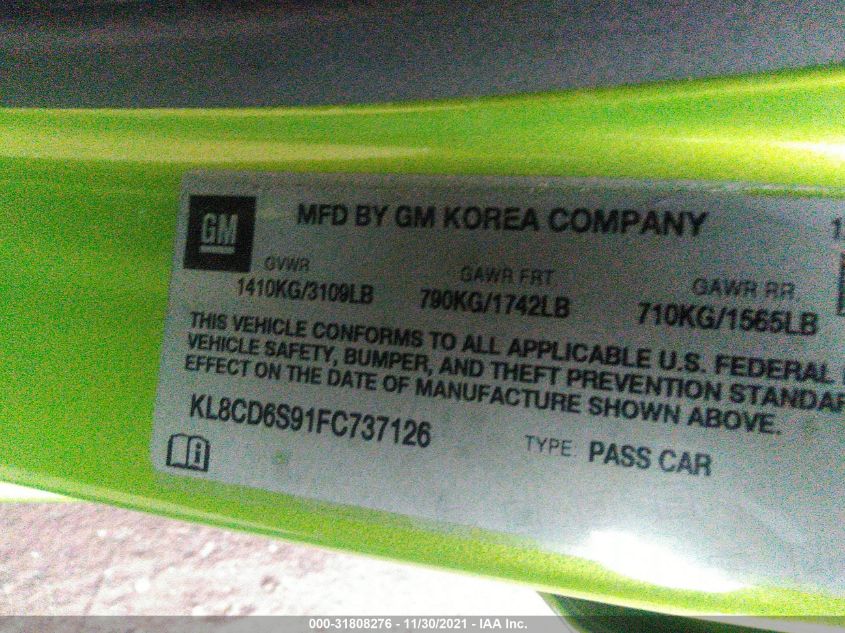 GM
MFD BY GM KOREA COMPANY
GVWR GAWR FRT GAWR RR
1410KG/3109LB 790KG/1742LB 710KG/1565LB
THIS VEHICLE CONFORMS TO ALL APPLICABLE U.S. FEDERAL
VEHICLE SAFETY, BUMPER, AND THEFT PREVENTION STANDAR
EFFECT ON THE DATE OF MANUFACTURE SHOWN ABOVE.
KL8CD6S91FC737126 TYPE: PASS CAR
000-31808276 - 11/30/2021 - IAA Inc.